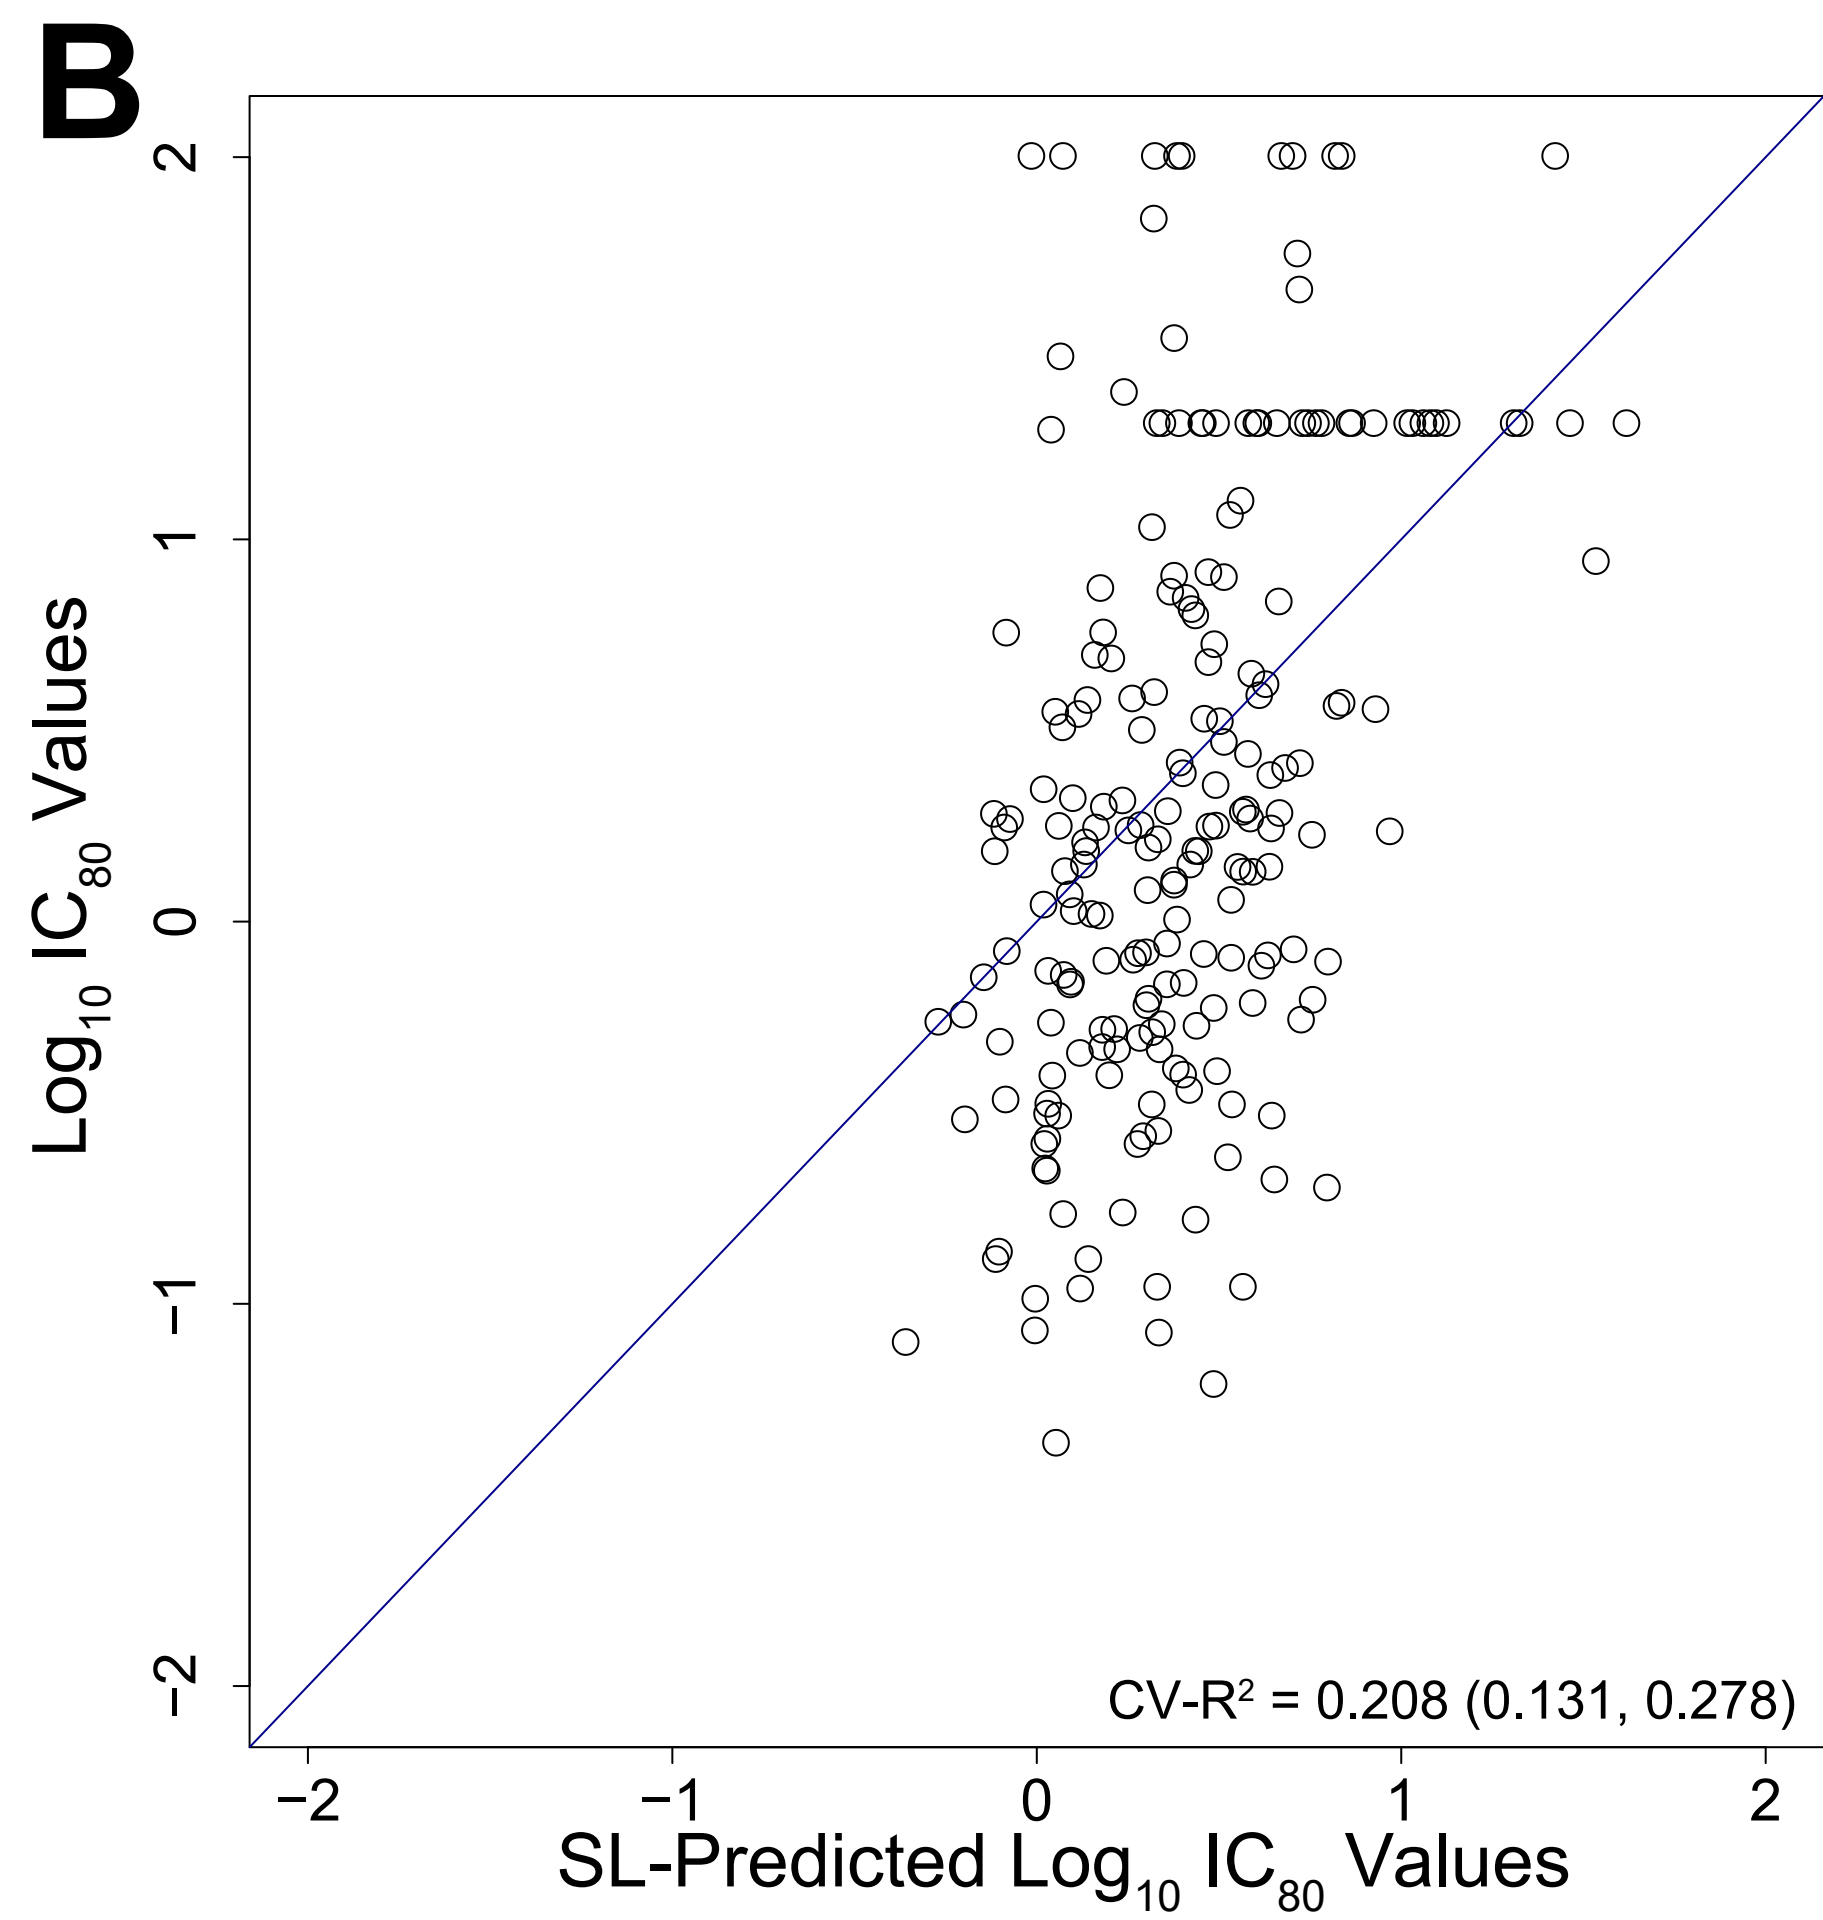 B
2
1
0
−1
−2
Log₁₀ IC₈₀ Values
CV-R² = 0.208 (0.131, 0.278)
−2 −1 0 1 2
SL-Predicted Log₁₀ IC₈₀ Values